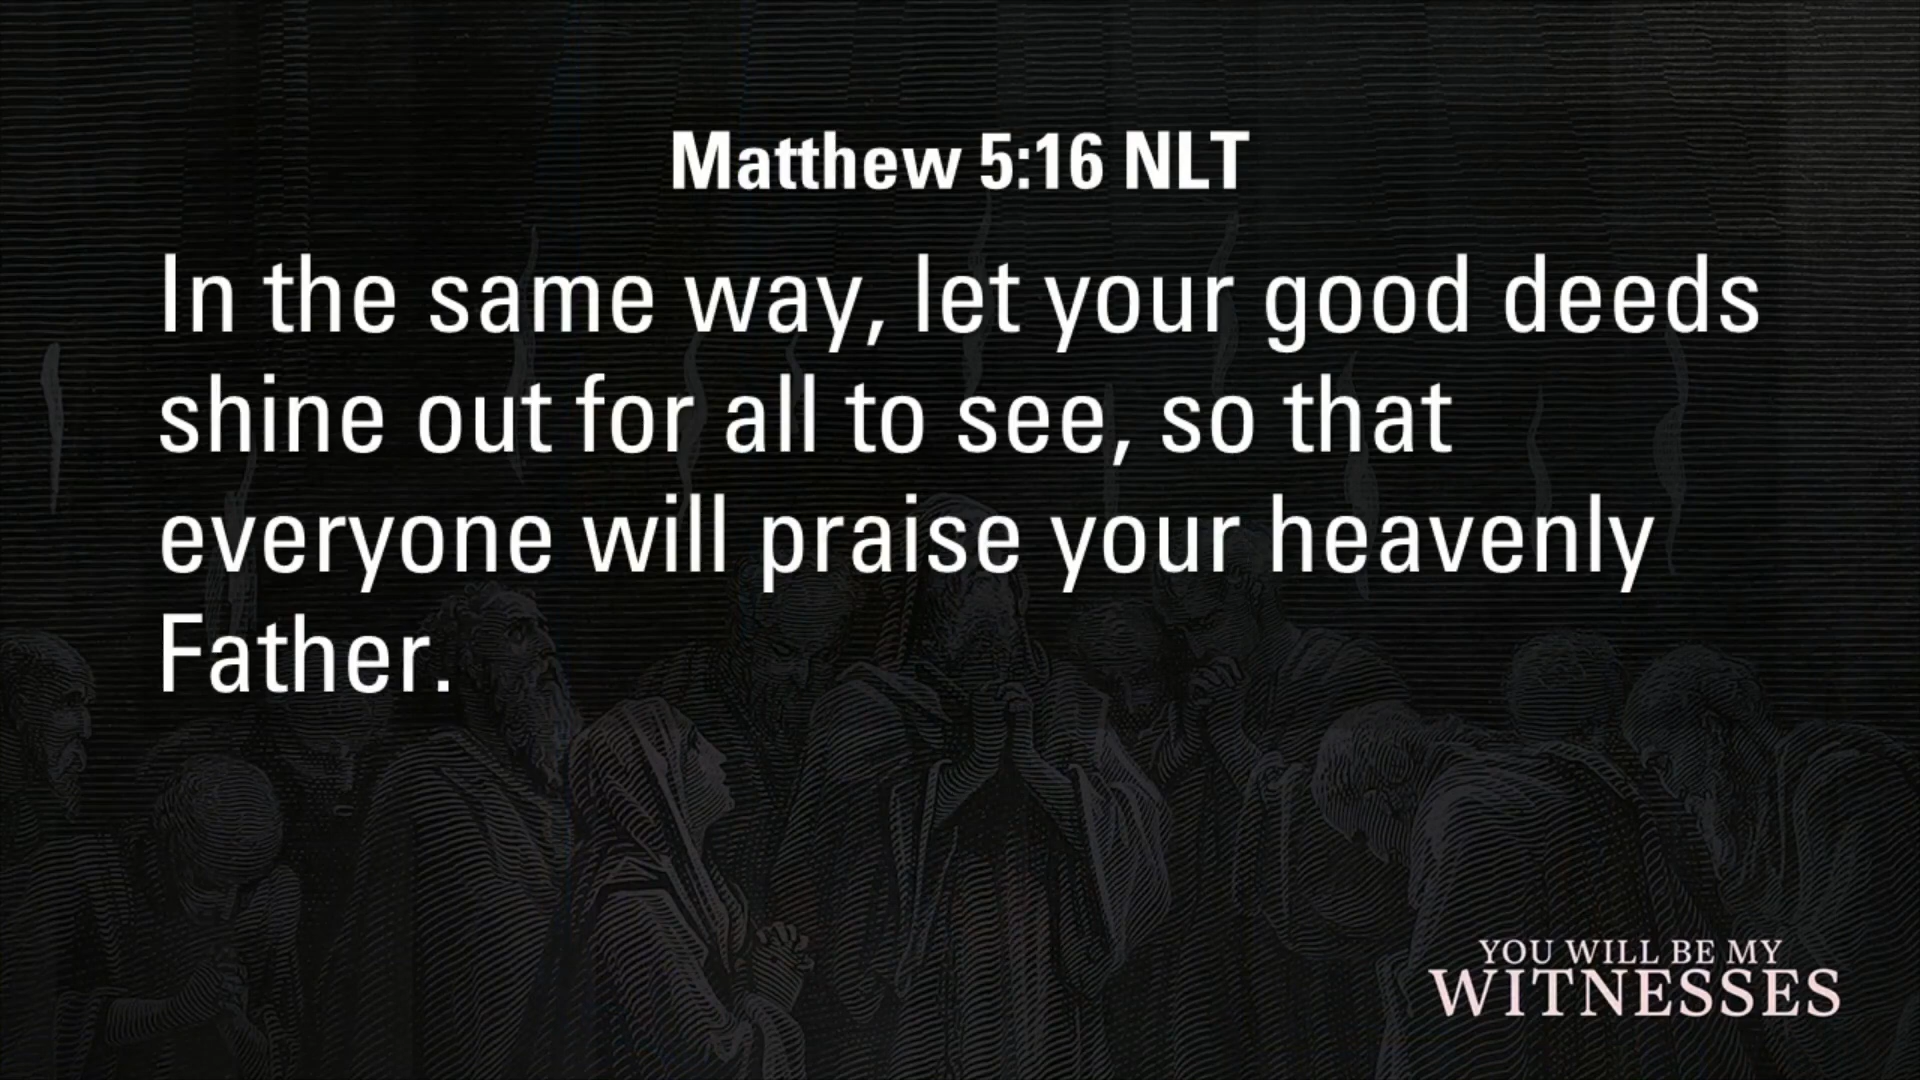 Matthew 5:16 NLT
In the same way, let your good deeds
shine out for all to see, so that
everyone will praise your heavenly
Father.
YOU WILL BE MY
WITNESSES